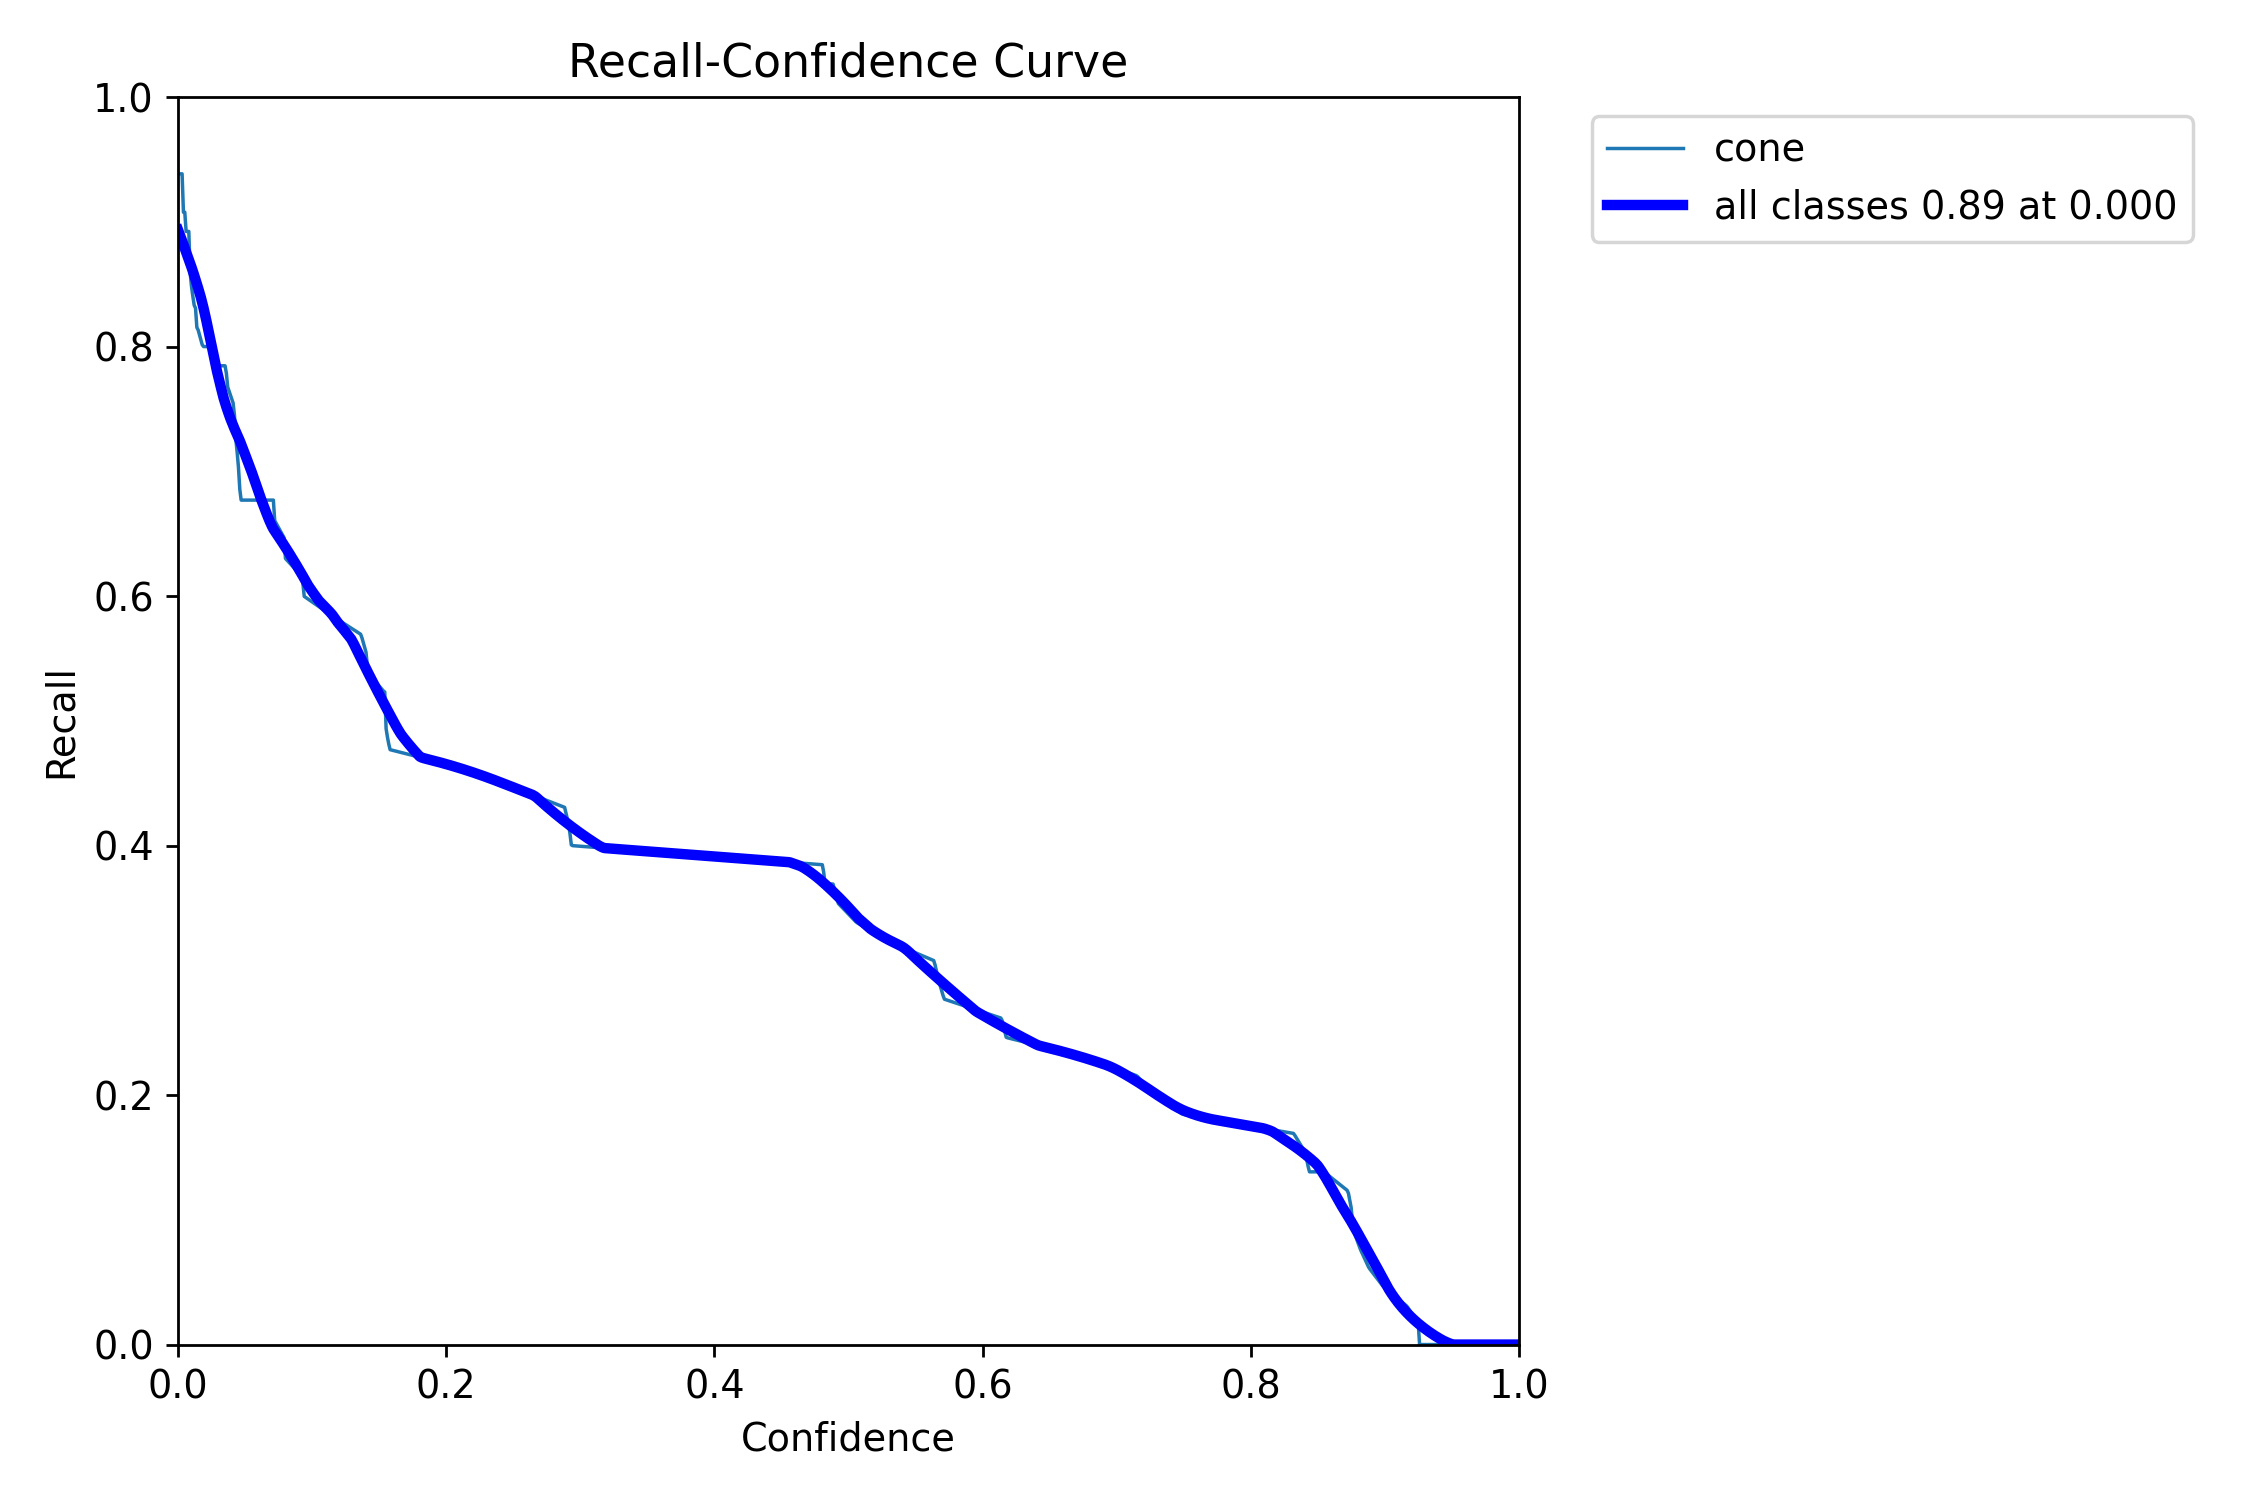 Recall-Confidence Curve
1.0
0.8
0.6
0.4
0.2
0.0
Recall
0.0 0.2 0.4 0.6 0.8 1.0
Confidence
cone
all classes 0.89 at 0.000